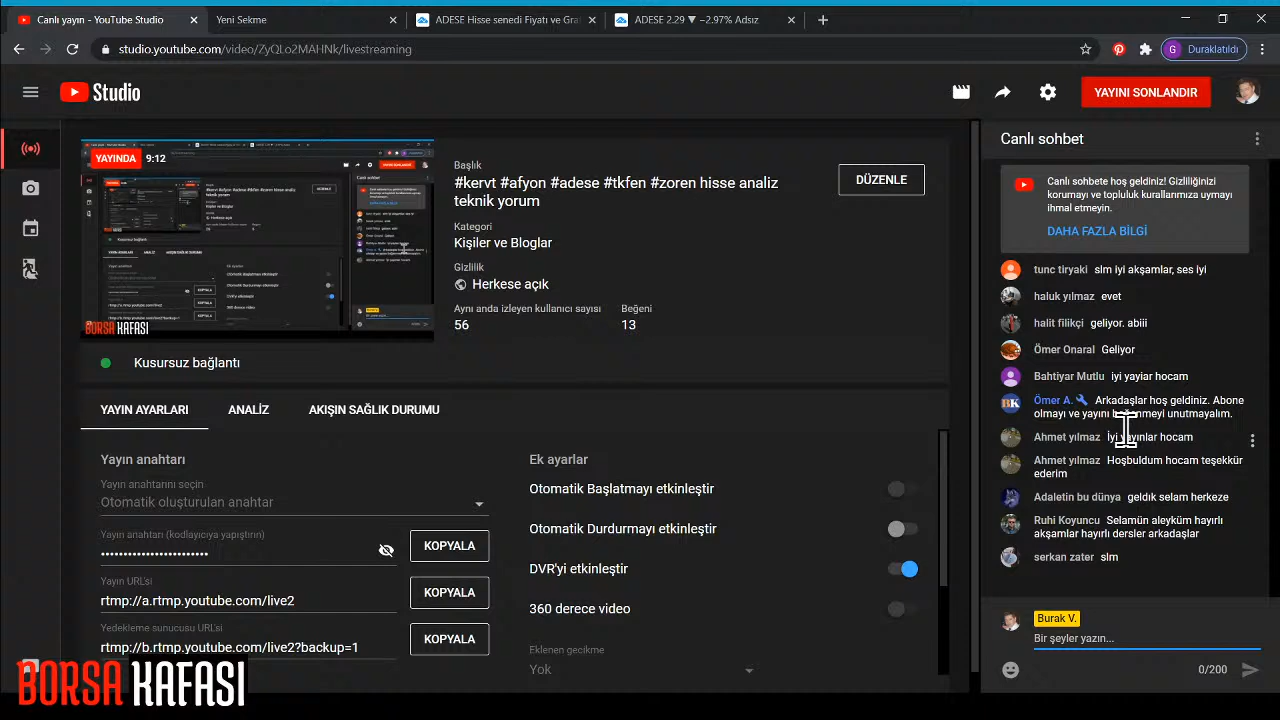 Canlı yayın - YouTube Studio
Yeni Sekme
ADESE Hisse senedi Fiyatı ve Gra
ADESE 2.29 ▼ −2.97% Adsız
studio.youtube.com/video/ZyQLo2MAHNk/livestreaming
G Duraklatıldı
Studio
YAYINI SONLANDIR
YAYINDA 9:12
BORSA KAFASI
Başlık
#kervt #afyon #adese #tkfen #zoren hisse analiz
teknik yorum
DÜZENLE
Kategori
Kişiler ve Bloglar
Gizlilik
Herkese açık
Aynı anda izleyen kullanıcı sayısı Beğeni
56 13
Kusursuz bağlantı
YAYIN AYARLARI ANALİZ AKIŞIN SAĞLIK DURUMU
Yayın anahtarı
Yayın anahtarını seçin
Otomatik oluşturulan anahtar
Yayın anahtarı (kodlayıcıya yapıştırın)
••••••••••••••••••••••••
KOPYALA
Yayın URL'si
rtmp://a.rtmp.youtube.com/live2
KOPYALA
Yedekleme sunucusu URL'si
rtmp://b.rtmp.youtube.com/live2?backup=1
KOPYALA
Ek ayarlar
Otomatik Başlatmayı etkinleştir
Otomatik Durdurmayı etkinleştir
DVR'yi etkinleştir
360 derece video
Eklenen gecikme
Yok
Canlı sohbet
Canlı sohbete hoş geldiniz! Gizliliğinizi
korumayı ve topluluk kurallarımıza uymayı
ihmal etmeyin.
DAHA FAZLA BİLGİ
tunc tiryaki slm iyi akşamlar, ses iyi
haluk yılmaz evet
halit filikçi geliyor. abiii
Ömer Onaral Geliyor
Bahtiyar Mutlu iyi yayiar hocam
BK Ömer A. Arkadaşlar hoş geldiniz. Abone
olmayı ve yayını beğenmeyi unutmayalım.
Ahmet yılmaz İyi yayınlar hocam
Ahmet yılmaz Hoşbuldum hocam teşekkür
ederim
Adaletin bu dünya geldık selam herkeze
Ruhi Koyuncu Selamün aleyküm hayırlı
akşamlar hayırlı dersler arkadaşlar
serkan zater slm
Burak V.
Bir şeyler yazın...
0/200
BORSA KAFASI